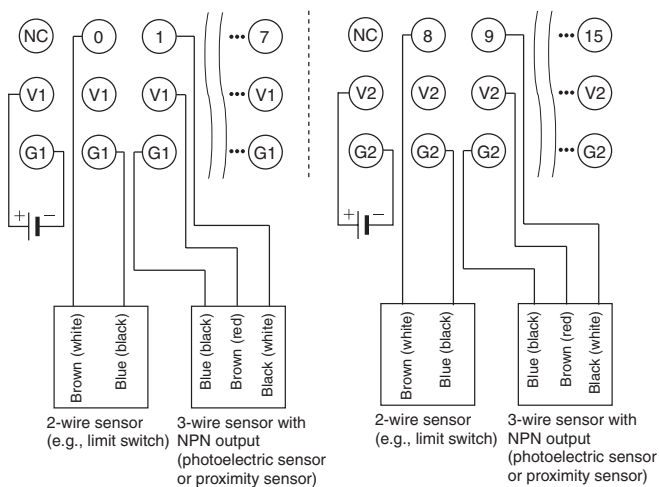 NC 0 1 ••• 7
V1 V1 V1 ••• V1
G1 G1 G1 ••• G1
+ −
Brown (white)
Blue (black)
Blue (black)
Brown (red)
Black (white)
2-wire sensor
(e.g., limit switch)
3-wire sensor with
NPN output
(photoelectric sensor
or proximity sensor)
NC 8 9 ••• 15
V2 V2 V2 ••• V2
G2 G2 G2 ••• G2
+ −
Brown (white)
Blue (black)
Blue (black)
Brown (red)
Black (white)
2-wire sensor
(e.g., limit switch)
3-wire sensor with
NPN output
(photoelectric sensor
or proximity sensor)